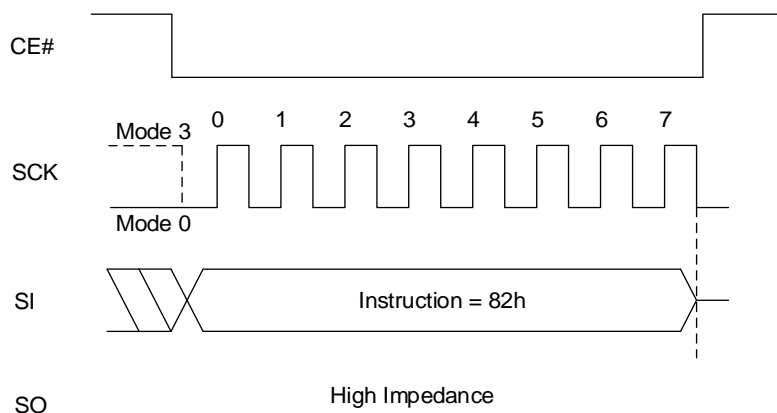 CE#
0 1 2 3 4 5 6 7
Mode 3
SCK
Mode 0
SI
Instruction = 82h
SO
High Impedance